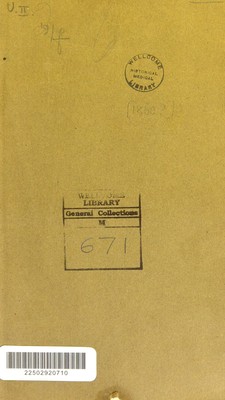 U.II.
WELLCOME
HISTORICAL
MEDICAL
LIBRARY
WELLCOME
LIBRARY
General Collections
M
671
22502920710